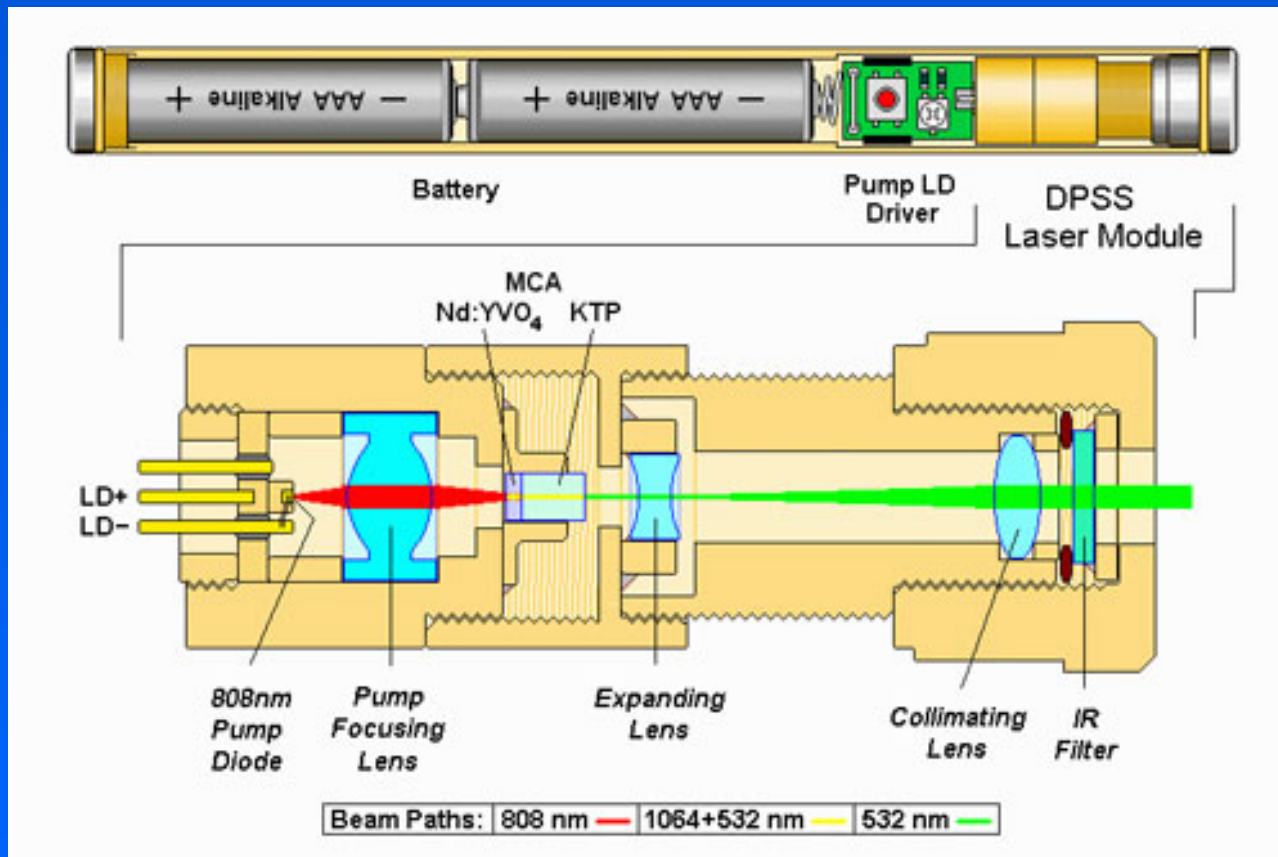 + AAA Alkaline −
+ AAA Alkaline −
Battery
Pump LD
Driver
DPSS
Laser Module
MCA
Nd:YVO4 KTP
LD+
LD−
808nm
Pump
Diode
Pump
Focusing
Lens
Expanding
Lens
Collimating
Lens
IR
Filter
Beam Paths: 808 nm 1064+532 nm 532 nm